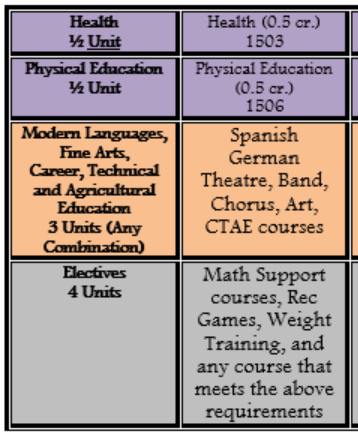 Health
½ Unit
Health (0.5 cr.)
1503
Physical Education
½ Unit
Physical Education
(0.5 cr.)
1506
Modern Languages,
Fine Arts,
Career, Technical
and Agricultural
Education
3 Units (Any
Combination)
Spanish
German
Theatre, Band,
Chorus, Art,
CTAE courses
Electives
4 Units
Math Support
courses, Rec
Games, Weight
Training, and
any course that
meets the above
requirements